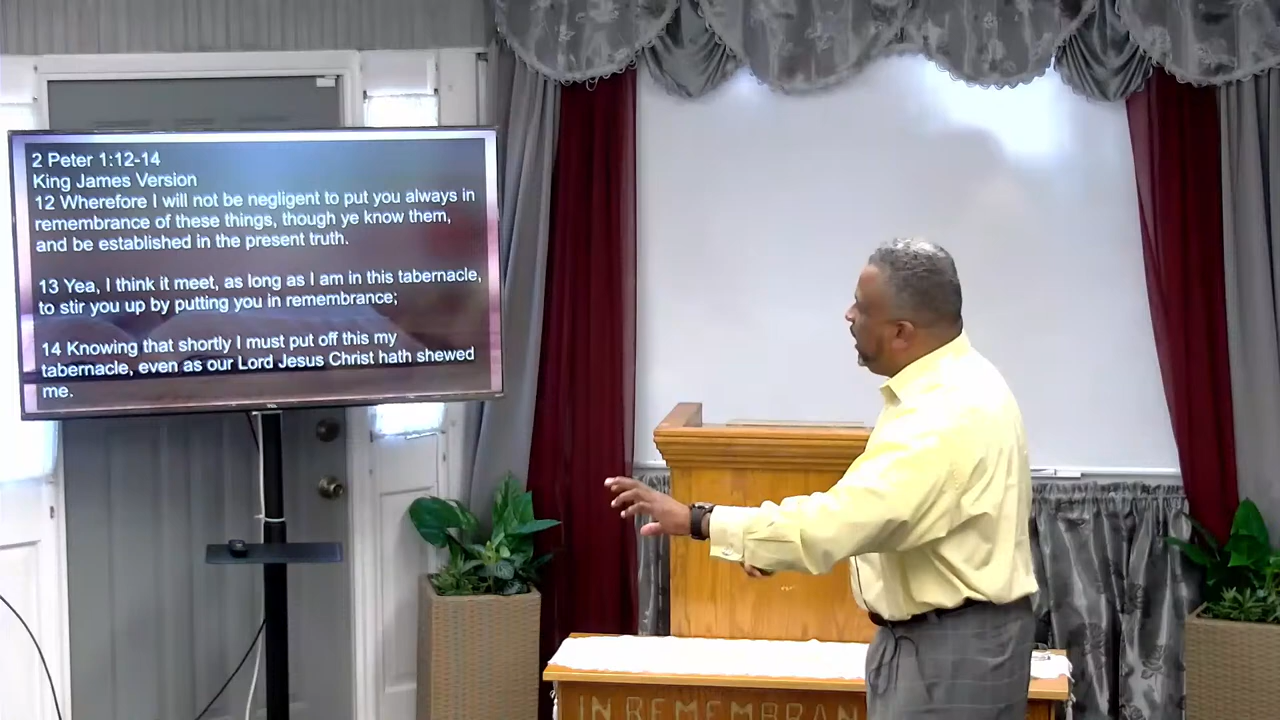 2 Peter 1:12-14
King James Version
12 Wherefore I will not be negligent to put you always in
remembrance of these things, though ye know them,
and be established in the present truth.
13 Yea, I think it meet, as long as I am in this tabernacle,
to stir you up by putting you in remembrance;
14 Knowing that shortly I must put off this my
tabernacle, even as our Lord Jesus Christ hath shewed
me.
IN REMEMBRAN